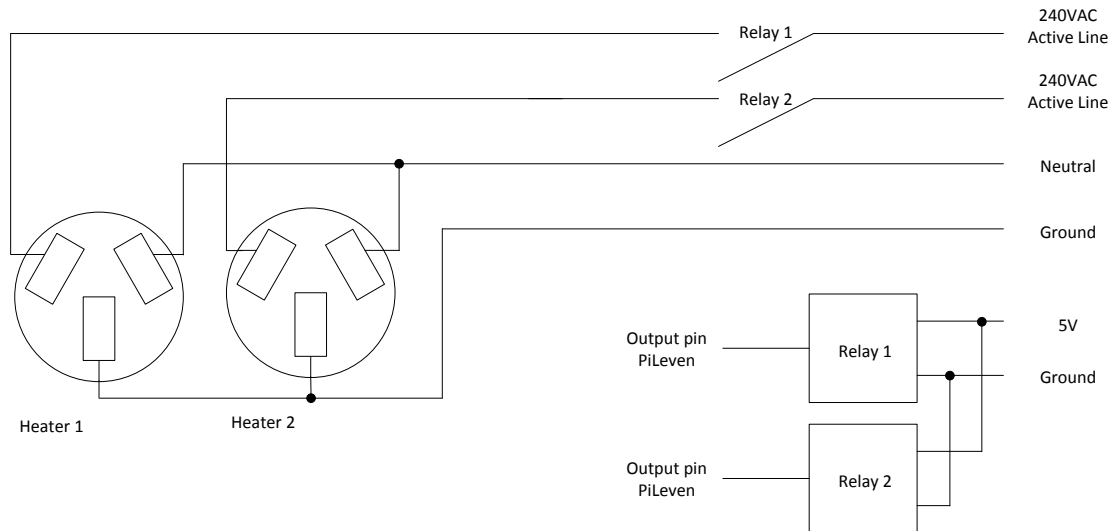 240VAC
Active Line
Relay 1
240VAC
Active Line
Relay 2
Neutral
Ground
5V
Output pin
PiLeven
Relay 1
Ground
Heater 1
Heater 2
Output pin
PiLeven
Relay 2